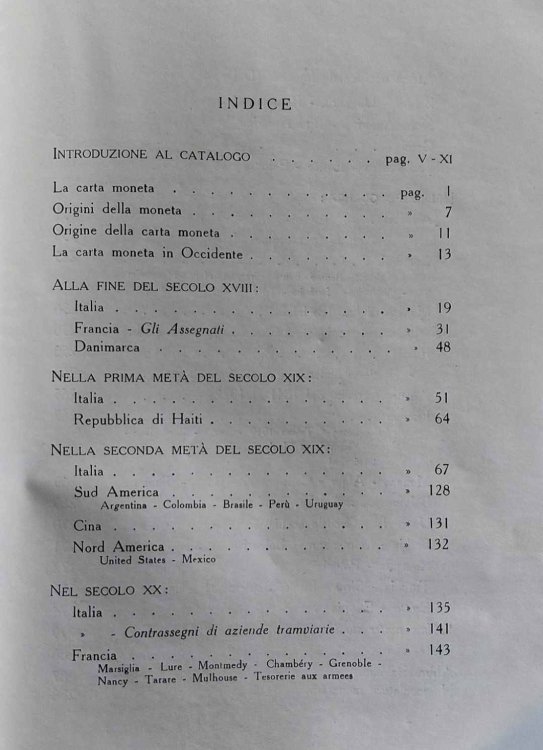 INDICE
INTRODUZIONE AL CATALOGO . . . . . pag. V - XI
La carta moneta . . . . . . . . . . . pag. 1
Origini della moneta . . . . . . . . . . » 7
Origine della carta moneta . . . . . . . . » 11
La carta moneta in Occidente . . . . . . . » 13
ALLA FINE DEL SECOLO XVIII :
Italia . . . . . . . . . . . . . . » 19
Francia - Gli Assegnati . . . . . . . . » 31
Danimarca . . . . . . . . . . . . » 48
NELLA PRIMA METÀ DEL SECOLO XIX :
Italia . . . . . . . . . . . . . . » 51
Repubblica di Haiti . . . . . . . . . . » 64
NELLA SECONDA METÀ DEL SECOLO XIX :
Italia . . . . . . . . . . . . . . » 67
Sud America . . . . . . . . . . . » 128
Argentina - Colombia - Brasile - Perù - Uruguay
Cina . . . . . . . . . . . . . . » 131
Nord America . . . . . . . . . . . » 132
United States - Mexico
NEL SECOLO XX :
Italia . . . . . . . . . . . . . . » 135
» - Contrassegni di aziende tramviarie . . . » 141
Francia . . . . . . . . . . . . . » 143
Marsiglia - Lure - Montmedy - Chambéry - Grenoble -
Nancy - Tarare - Mulhouse - Tesorerie aux armees